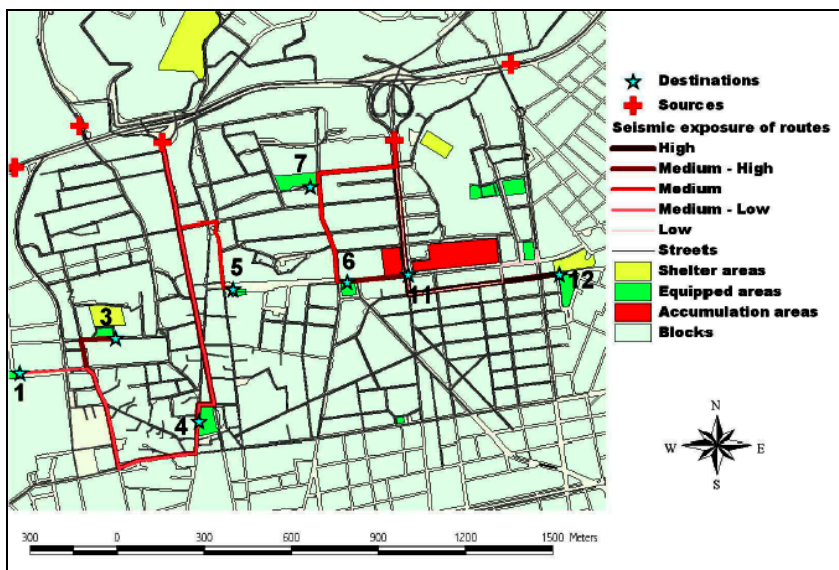 7
5
6
11
12
3
1
4
Destinations
Sources
Seismic exposure of routes
High
Medium - High
Medium
Medium - Low
Low
Streets
Shelter areas
Equipped areas
Accumulation areas
Blocks
N
W E
S
300 0 300 600 900 1200 1500 Meters